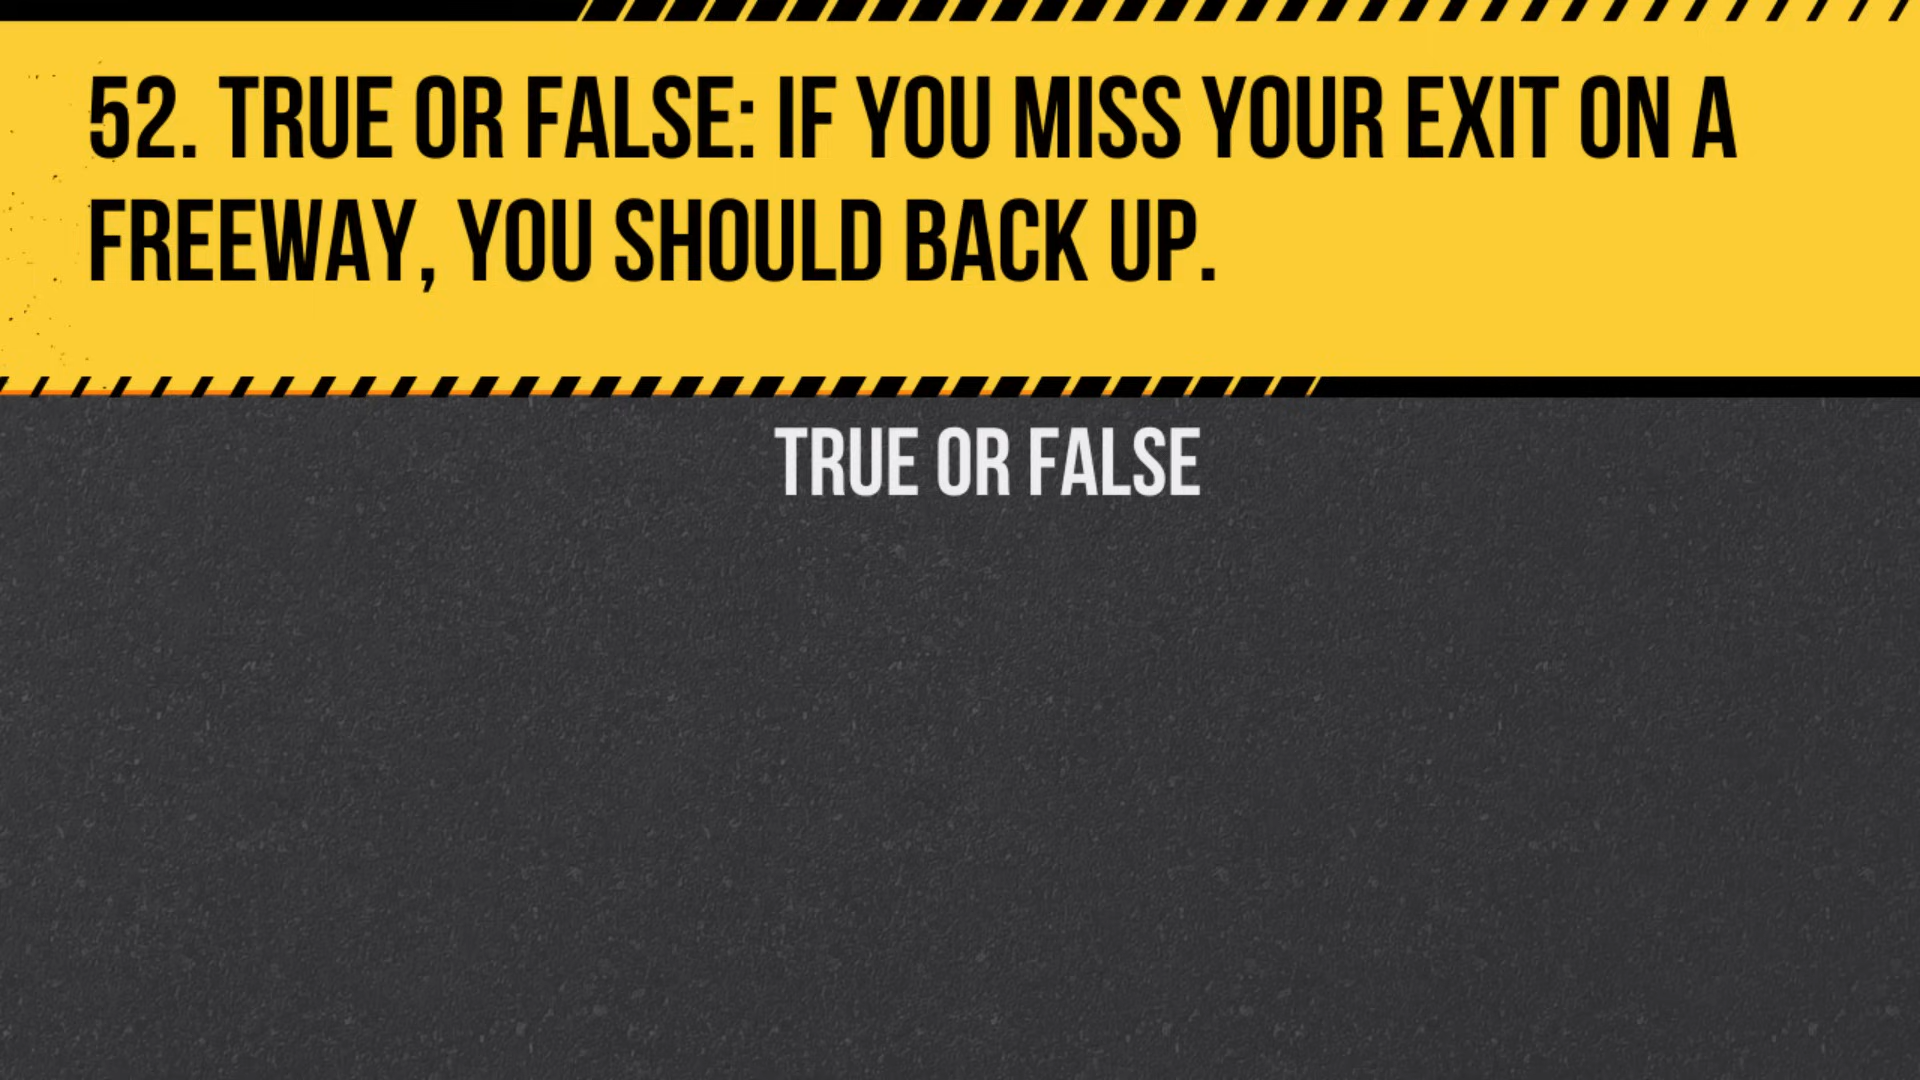 52. TRUE OR FALSE: IF YOU MISS YOUR EXIT ON A
FREEWAY, YOU SHOULD BACK UP.
TRUE OR FALSE